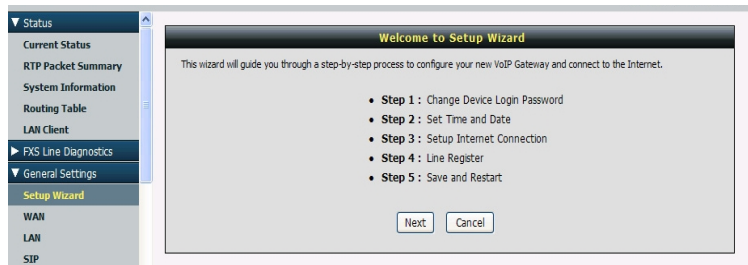 Status
Current Status
RTP Packet Summary
System Information
Routing Table
LAN Client
FXS Line Diagnostics
General Settings
Setup Wizard
WAN
LAN
SIP
Welcome to Setup Wizard
This wizard will guide you through a step-by-step process to configure your new VoIP Gateway and connect to the Internet.
• Step 1 : Change Device Login Password
• Step 2 : Set Time and Date
• Step 3 : Setup Internet Connection
• Step 4 : Line Register
• Step 5 : Save and Restart
Next Cancel